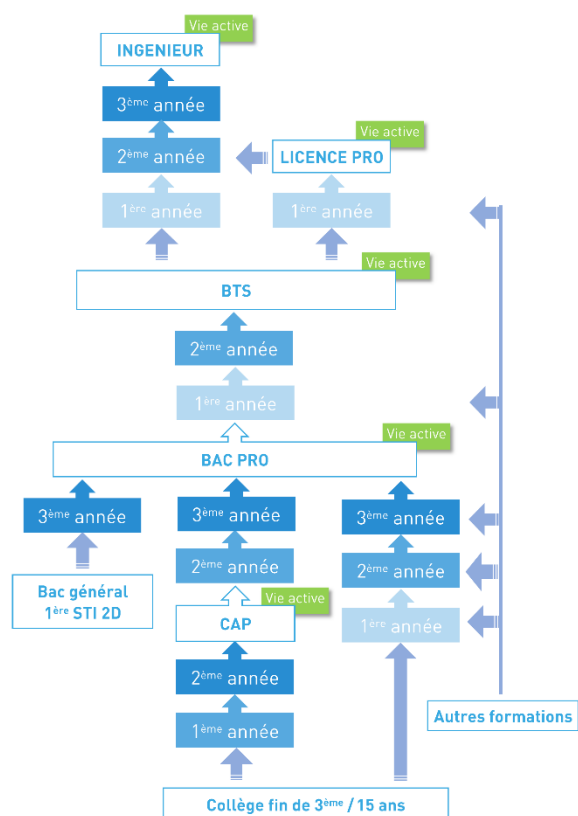 Vie active
INGENIEUR
3ème année
Vie active
2ème année
LICENCE PRO
1ère année
1ère année
Vie active
BTS
2ème année
1ère année
Vie active
BAC PRO
3ème année
3ème année
3ème année
2ème année
2ème année
Bac général
1ère STI 2D
Vie active
CAP
1ère année
2ème année
Autres formations
1ème année
Collège fin de 3ème / 15 ans